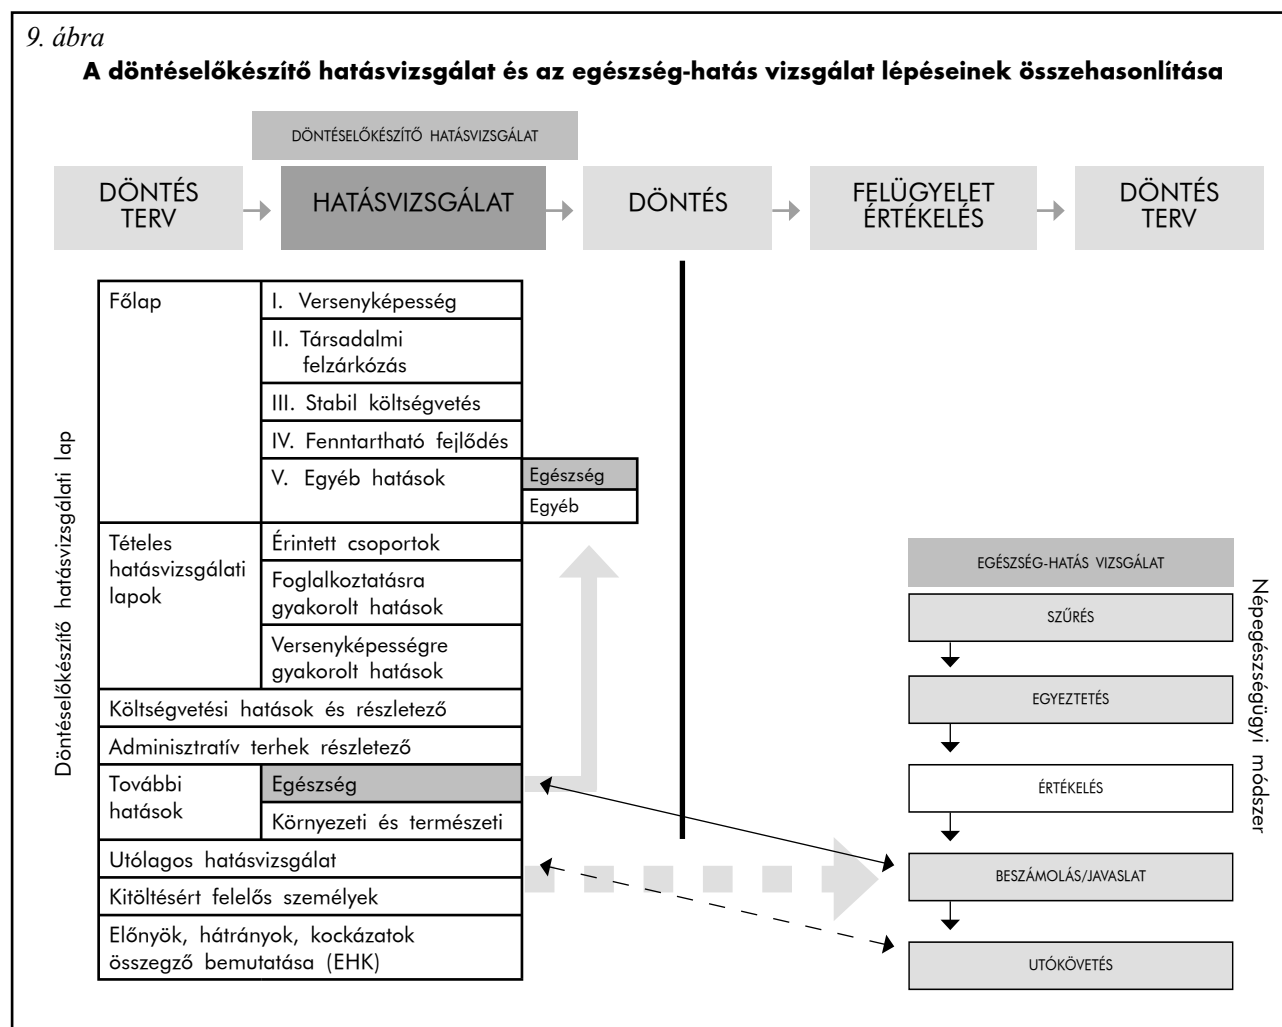 9. ábra
A döntéselőkészítő hatásvizsgálat és az egészség-hatás vizsgálat lépéseinek összehasonlítása
DÖNTÉSELŐKÉSZÍTŐ HATÁSVIZSGÁLAT
DÖNTÉS
TERV
HATÁSVIZSGÁLAT
DÖNTÉS
FELÜGYELET
ÉRTÉKELÉS
DÖNTÉS
TERV
Döntéselőkészítő hatásvizsgálati lap
Főlap
I. Versenyképesség
II. Társadalmi
felzárkózás
III. Stabil költségvetés
IV. Fenntartható fejlődés
V. Egyéb hatások
Egészség
Egyéb
Tételes
hatásvizsgálati
lapok
Érintett csoportok
Foglalkoztatásra
gyakorolt hatások
Versenyképességre
gyakorolt hatások
Költségvetési hatások és részletező
Adminisztratív terhek részletező
További
hatások
Egészség
Környezeti és természeti
Utólagos hatásvizsgálat
Kitöltésért felelős személyek
Előnyök, hátrányok, kockázatok
összegző bemutatása (EHK)
EGÉSZSÉG-HATÁS VIZSGÁLAT
SZŰRÉS
EGYEZTETÉS
ÉRTÉKELÉS
BESZÁMOLÁS/JAVASLAT
UTÓKÖVETÉS
Népegészségügyi módszer